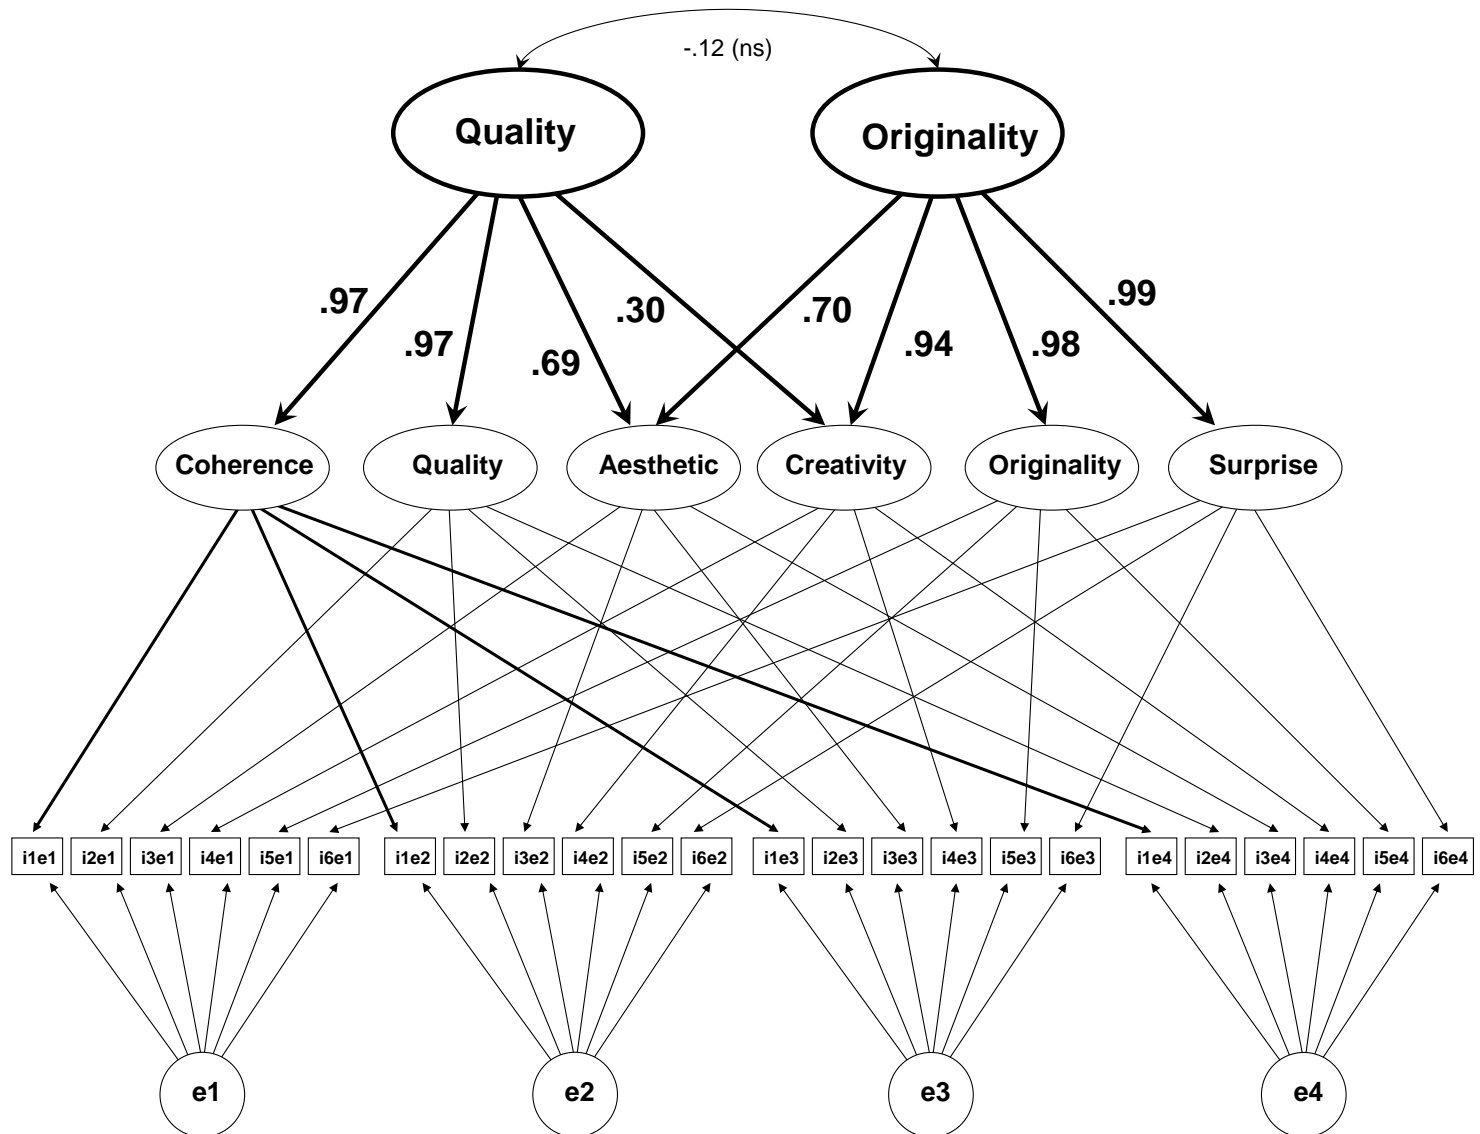 -.12 (ns)
Quality
Originality
.97
.97
.69
.30
.70
.94
.98
.99
Coherence
Quality
Aesthetic
Creativity
Originality
Surprise
i1e1
i2e1
i3e1
i4e1
i5e1
i6e1
i1e2
i2e2
i3e2
i4e2
i5e2
i6e2
i1e3
i2e3
i3e3
i4e3
i5e3
i6e3
i1e4
i2e4
i3e4
i4e4
i5e4
i6e4
e1
e2
e3
e4